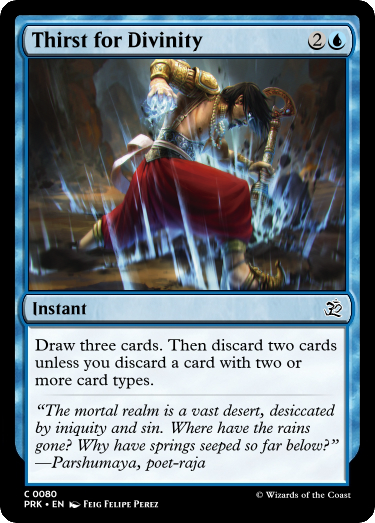 Thirst for Divinity 2
Instant
Draw three cards. Then discard two cards
unless you discard a card with two or
more card types.
“The mortal realm is a vast desert, desiccated
by iniquity and sin. Where have the rains
gone? Why have springs seeped so far below?”
—Parshumaya, poet-raja
C 0080
PRK • EN Feig Felipe Perez © Wizards of the Coast